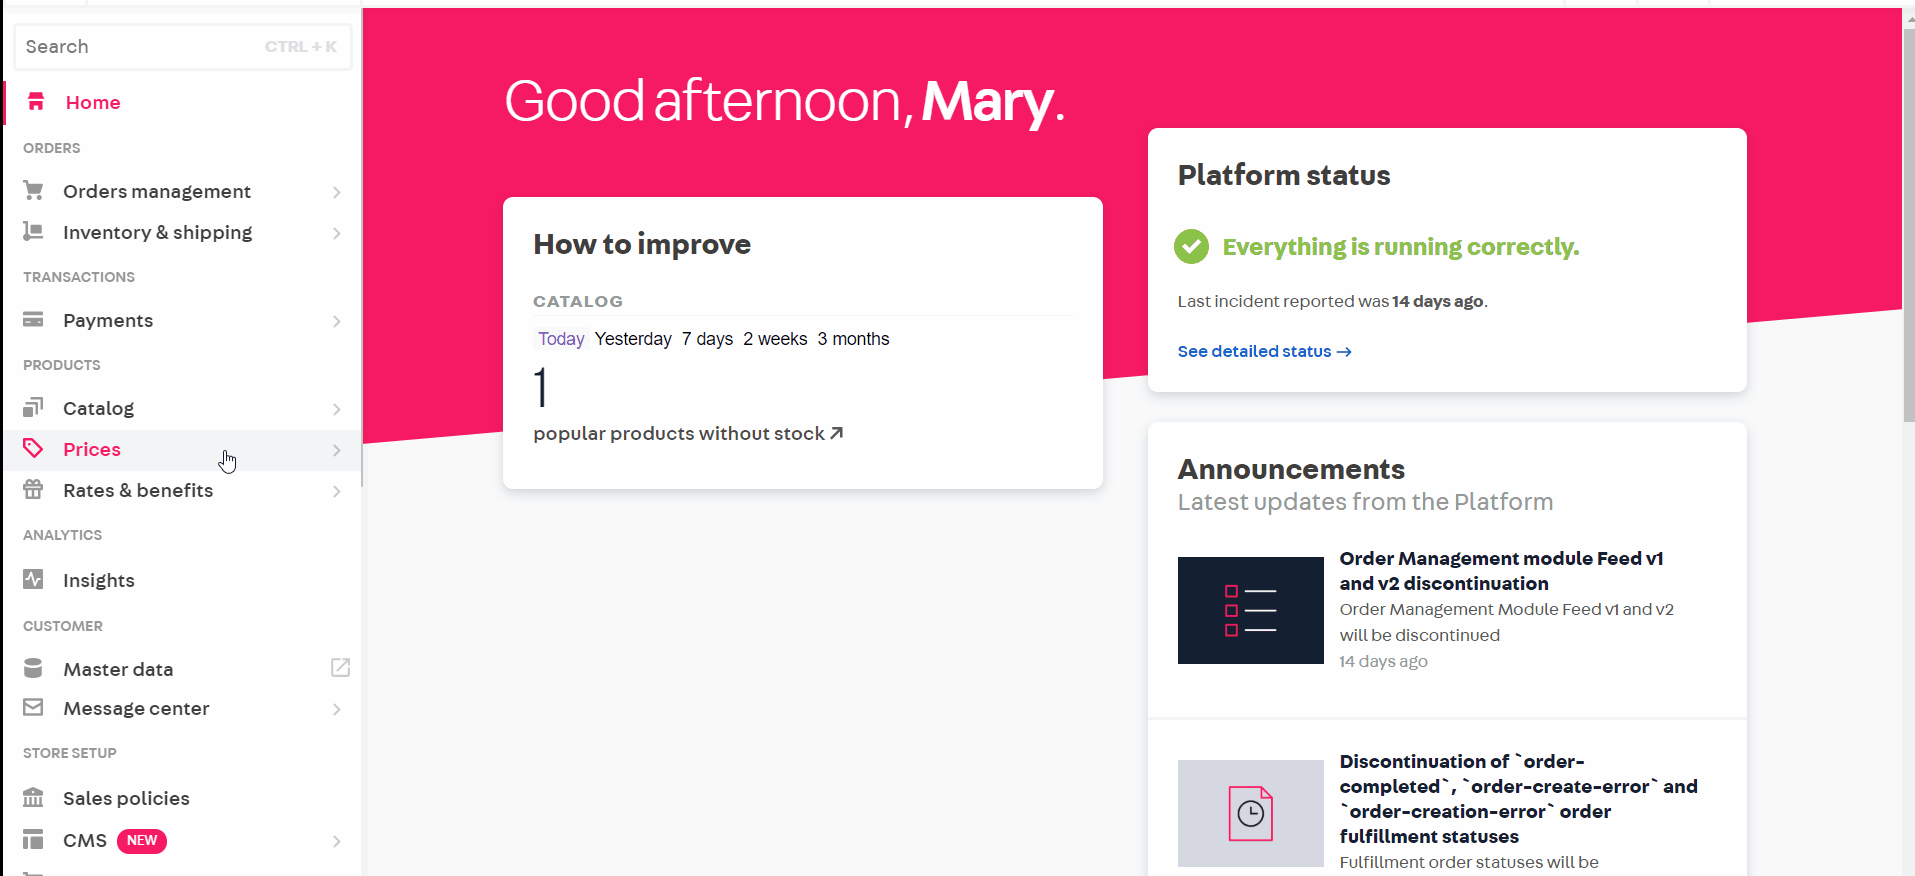 Search CTRL + K
Home
ORDERS
Orders management
Inventory & shipping
TRANSACTIONS
Payments
PRODUCTS
Catalog
Prices
Rates & benefits
ANALYTICS
Insights
CUSTOMER
Master data
Message center
STORE SETUP
Sales policies
CMS NEW
Good afternoon, Mary.
How to improve
CATALOG
Today Yesterday 7 days 2 weeks 3 months
1
popular products without stock
Platform status
Everything is running correctly.
Last incident reported was 14 days ago.
See detailed status →
Announcements
Latest updates from the Platform
Order Management module Feed v1
and v2 discontinuation
Order Management Module Feed v1 and v2
will be discontinued
14 days ago
Discontinuation of `order-
completed`, `order-create-error` and
`order-creation-error` order
fulfillment statuses
Fulfillment order statuses will be